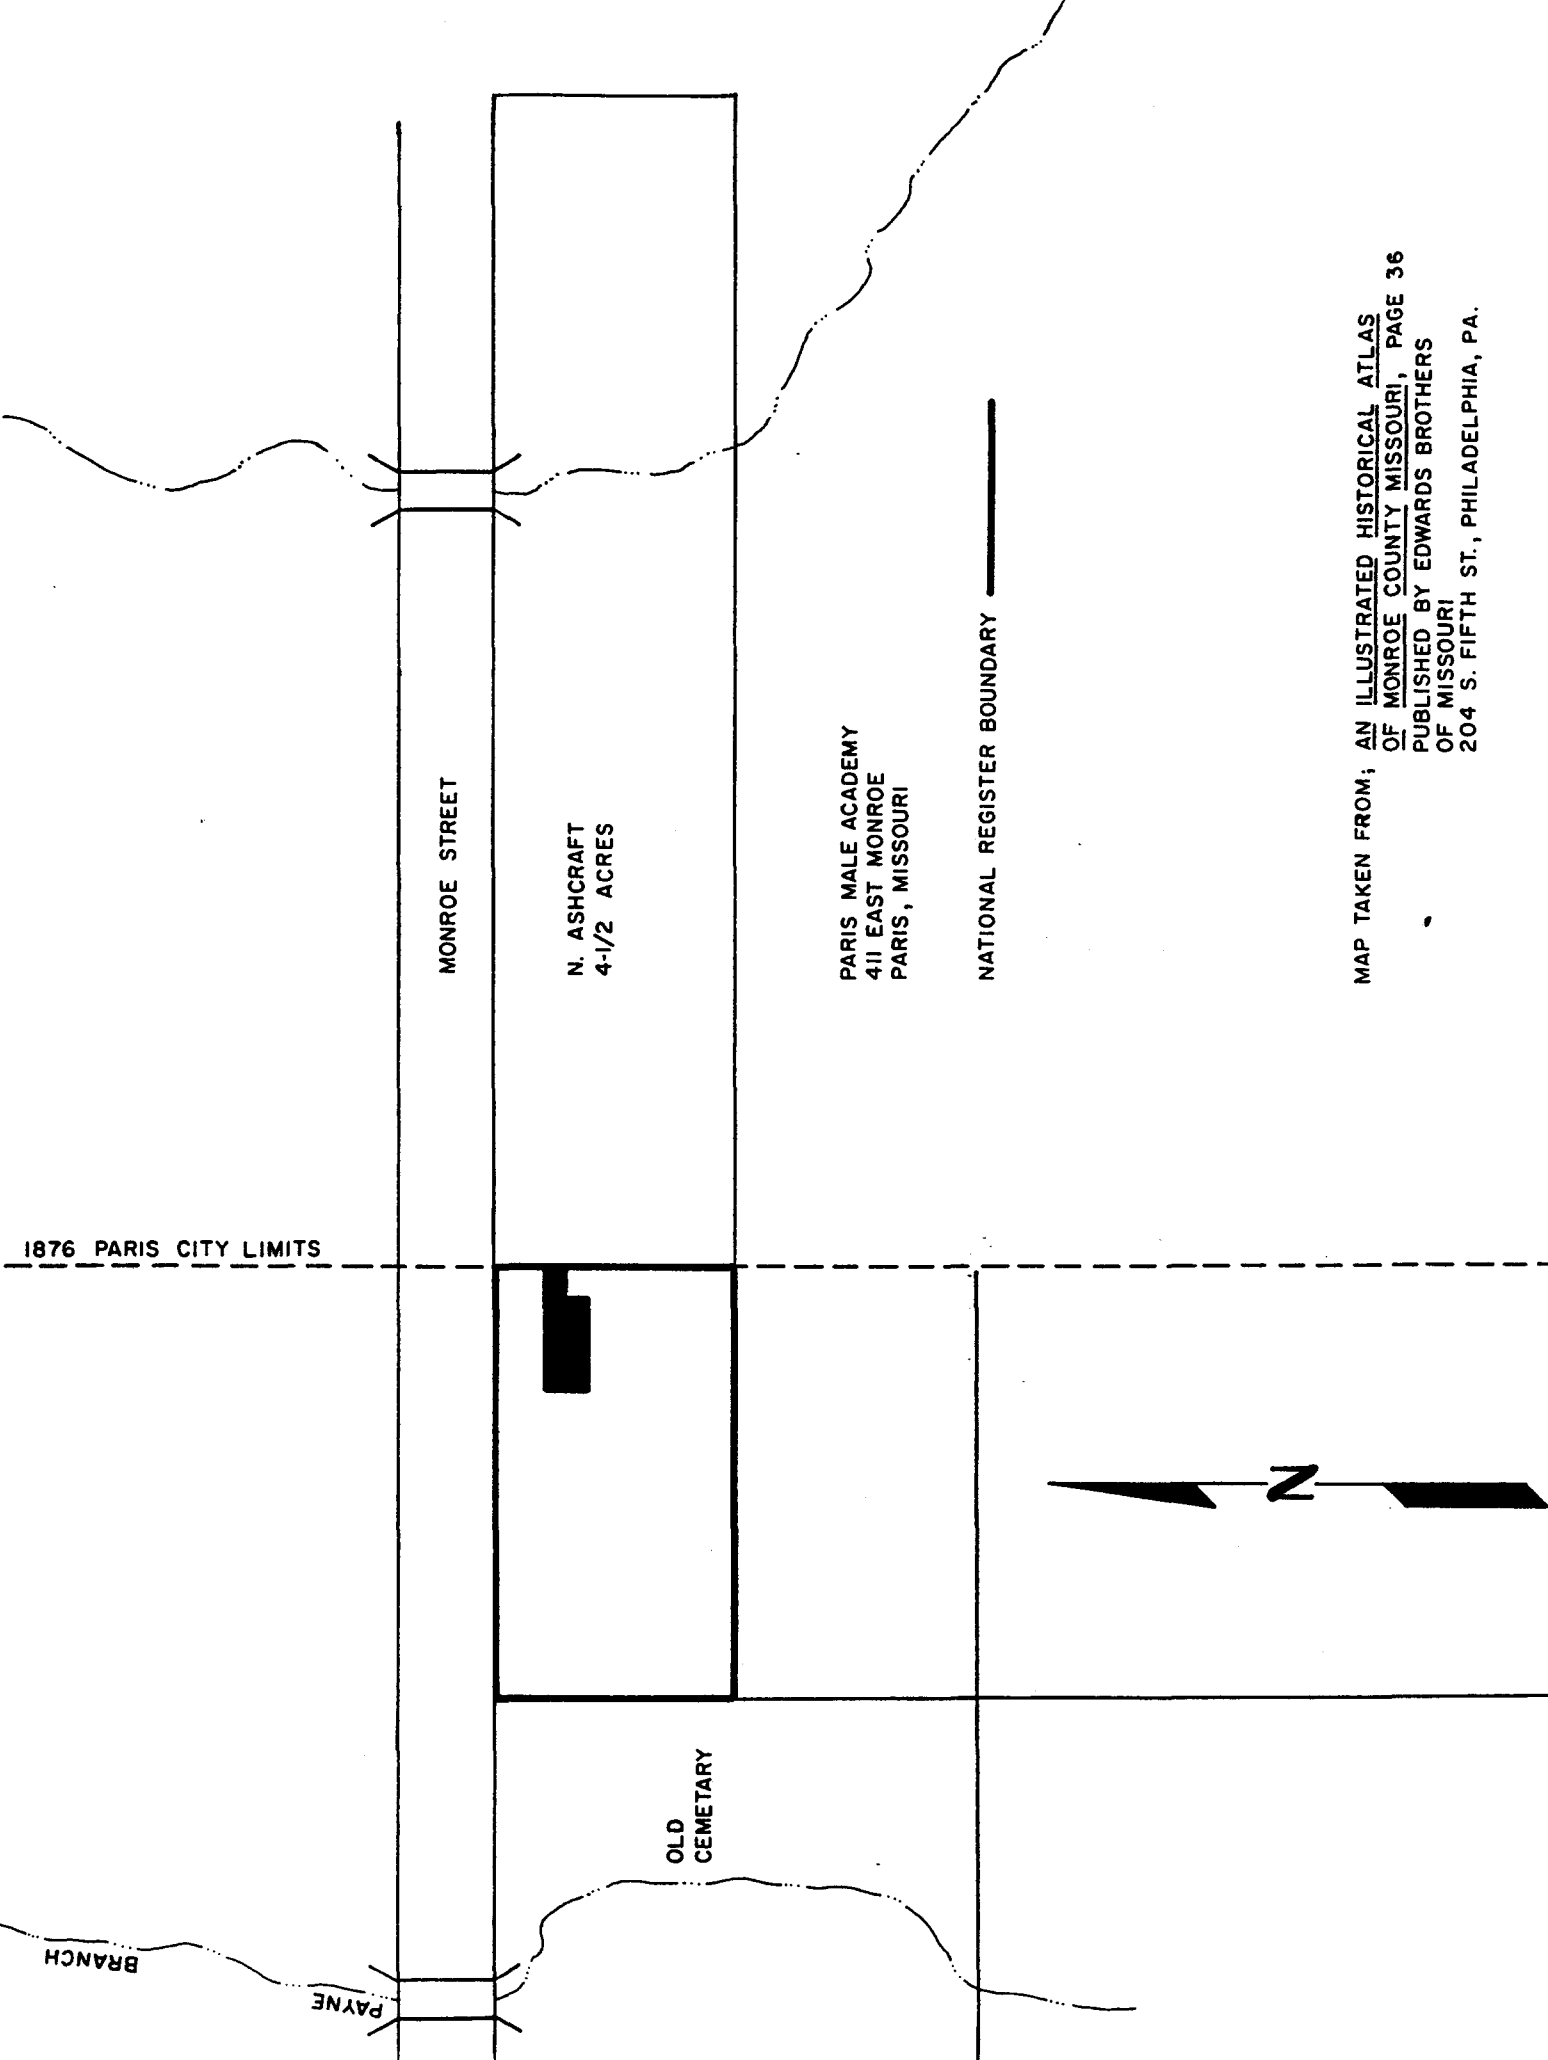 1876 PARIS CITY LIMITS
BRANCH
PAYNE
MONROE STREET
N. ASHCRAFT
4-1/2 ACRES
OLD
CEMETARY
PARIS MALE ACADEMY
411 EAST MONROE
PARIS, MISSOURI
NATIONAL REGISTER BOUNDARY
N
MAP TAKEN FROM; AN ILLUSTRATED HISTORICAL ATLAS
OF MONROE COUNTY MISSOURI, PAGE 36
PUBLISHED BY EDWARDS BROTHERS
OF MISSOURI
204 S. FIFTH ST., PHILADELPHIA, PA.